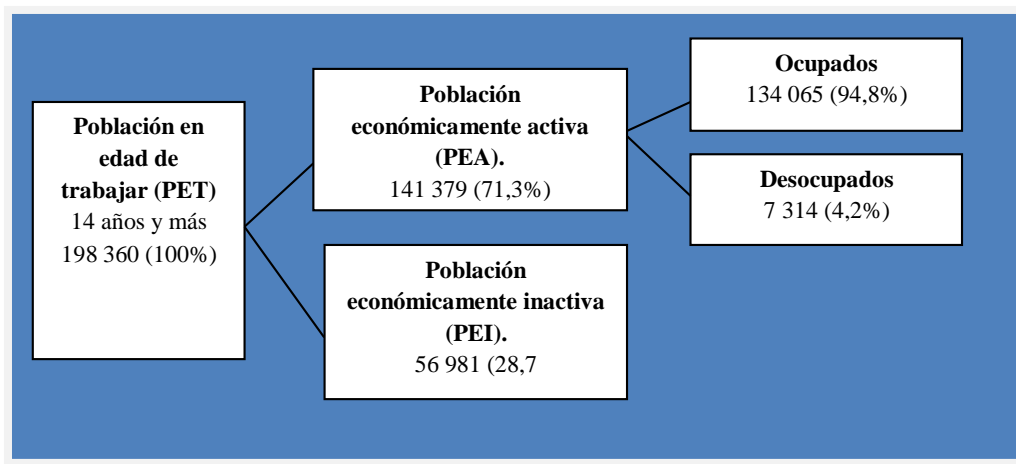 Población en
edad de
trabajar (PET)
14 años y más
198 360 (100%)
Población
económicamente activa
(PEA).
141 379 (71,3%)
Población
económicamente inactiva
(PEI).
56 981 (28,7
Ocupados
134 065 (94,8%)
Desocupados
7 314 (4,2%)